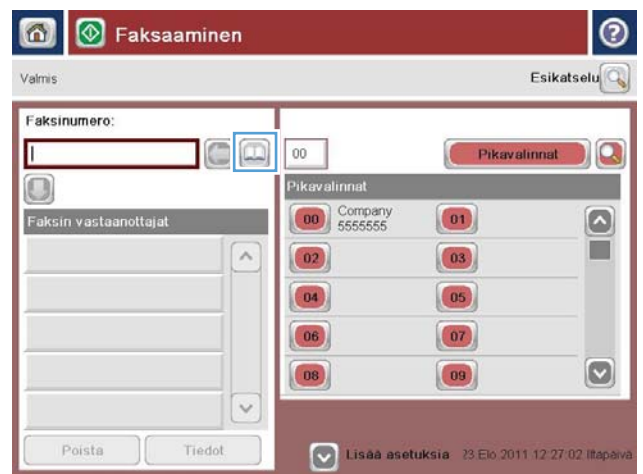 Faksaaminen
Valmis
Esikatselu
Faksinumero:
00
Pikavalinnat
Pikavalinnat
Faksin vastaanottajat
00 Company 01
5555555
02 03
04 05
06 07
08 09
Poista Tiedot
Lisää asetuksia 23.Elo.2011 12:27:02 Iltapäivä